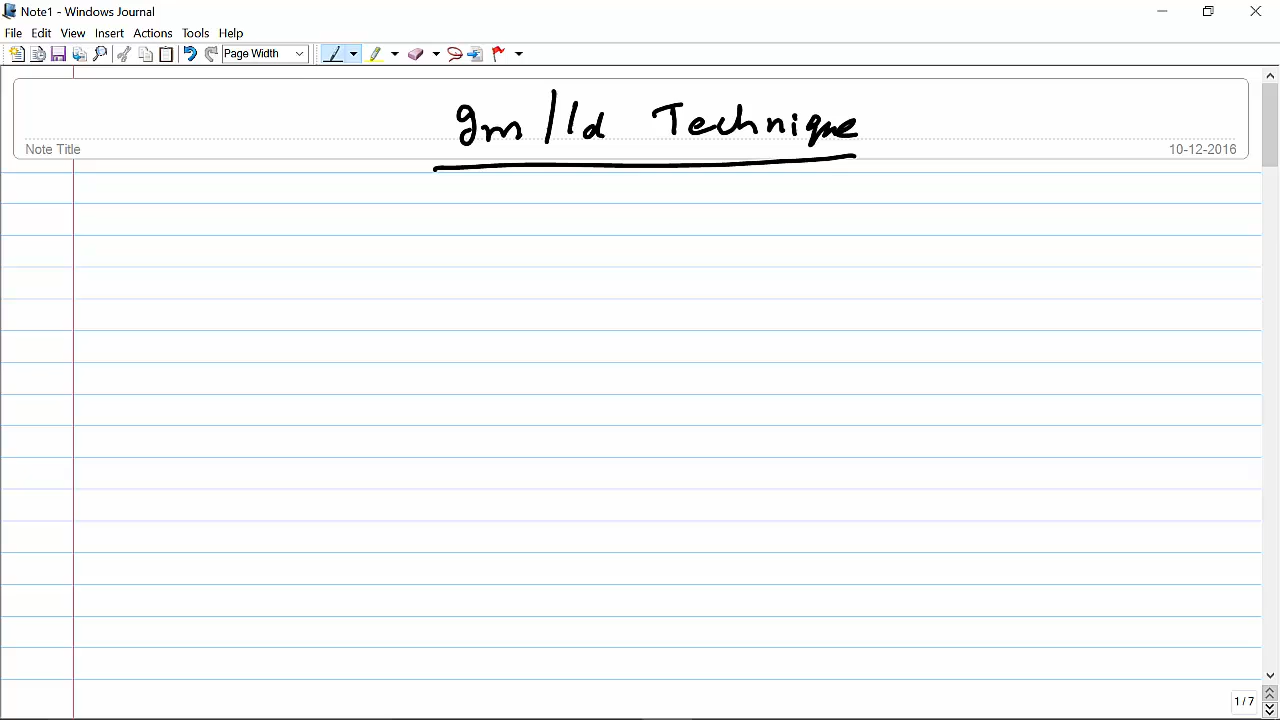 Note1 - Windows Journal
File Edit View Insert Actions Tools Help
Page Width
gm/Id Technique
Note Title
10-12-2016
1/7